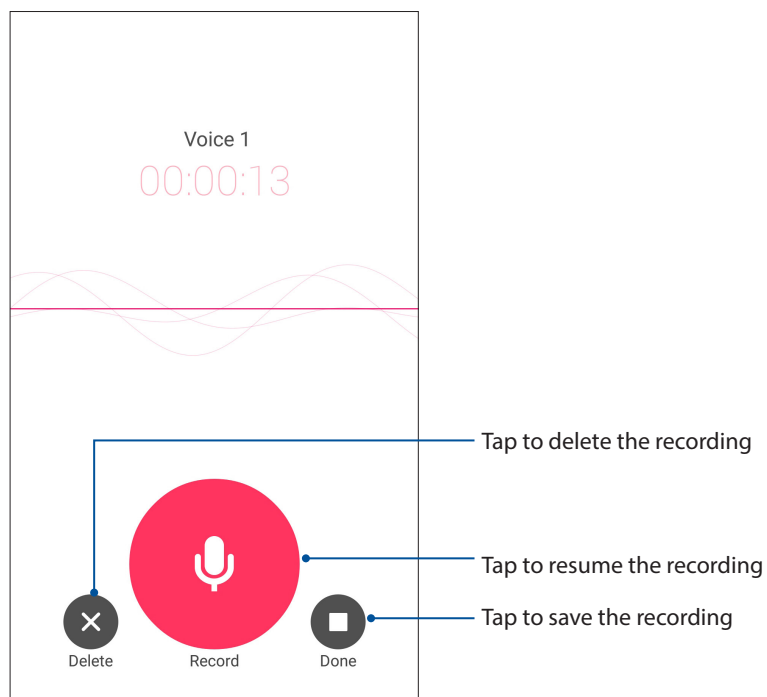 Voice 1
00:00:13
Tap to delete the recording
Tap to resume the recording
Tap to save the recording
Delete
Record
Done